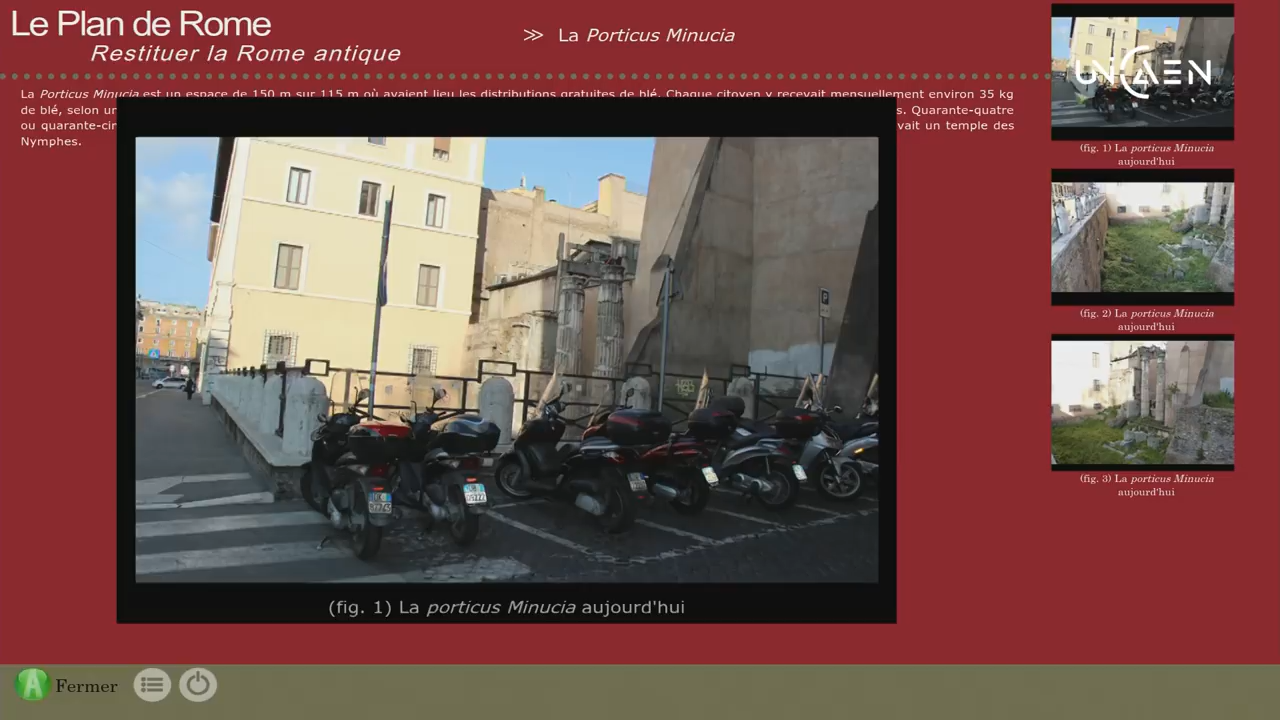 Le Plan de Rome
Restituer la Rome antique
>> La Porticus Minucia
La Porticus Minucia est un espace de 150 m sur 115 m où avaient lieu les distributions gratuites de blé. Chaque citoyen y recevait mensuellement environ 35 kg
de blé, selon
s. Quarante-quatre
ou
vait un temple des
Nymphes.
UNICAEN
(fig. 1) La porticus Minucia
aujourd'hui
(fig. 2) La porticus Minucia
aujourd'hui
(fig. 3) La porticus Minucia
aujourd'hui
P
(fig. 1) La porticus Minucia aujourd'hui
A Fermer